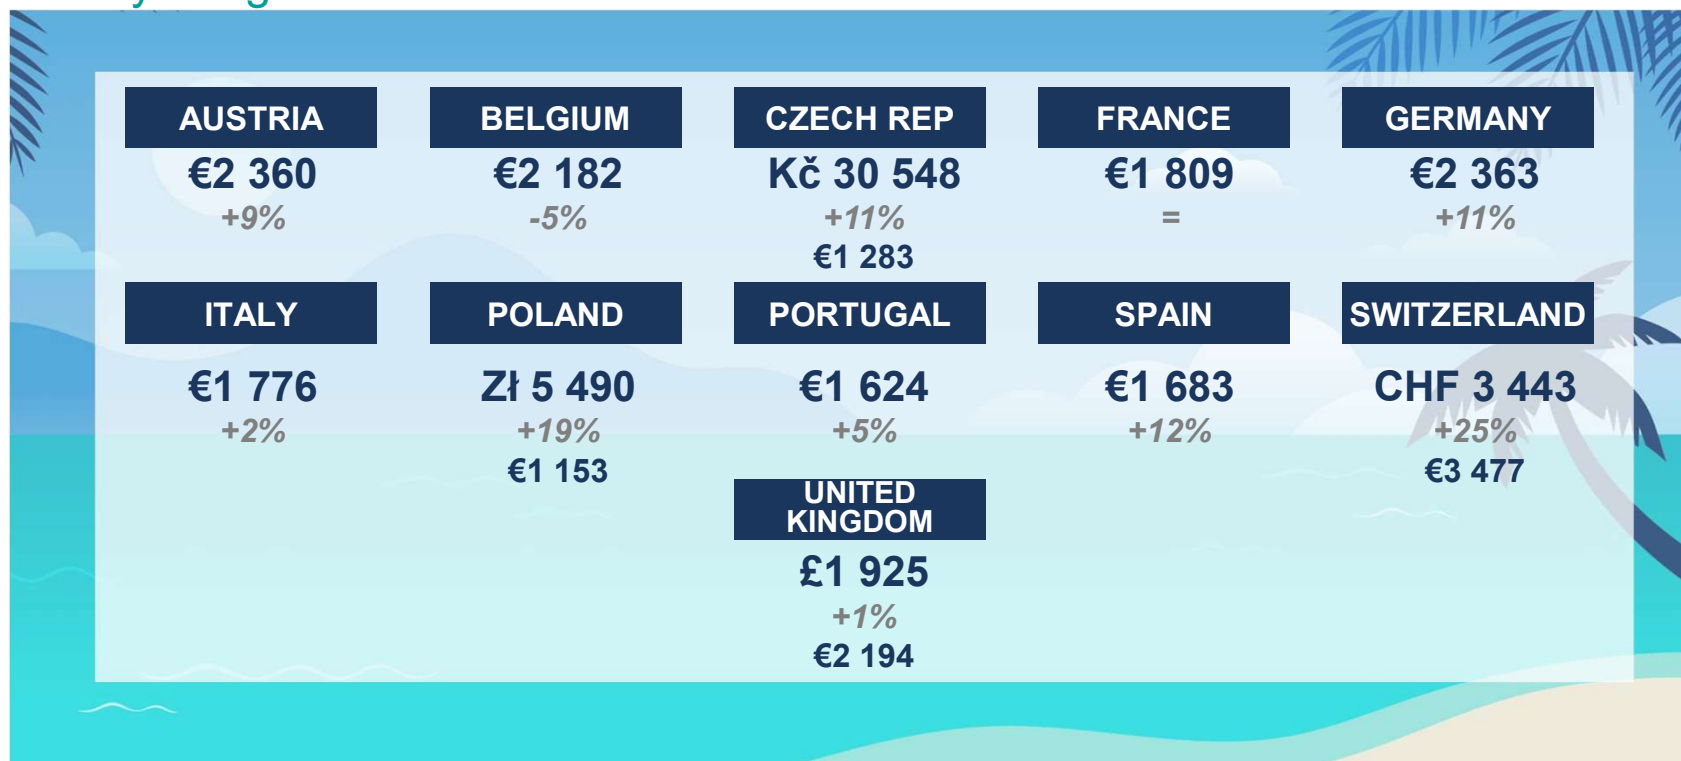 AUSTRIA
€2 360
+9%
BELGIUM
€2 182
-5%
CZECH REP
Kč 30 548
+11%
€1 283
FRANCE
€1 809
=
GERMANY
€2 363
+11%
ITALY
€1 776
+2%
POLAND
Zł 5 490
+19%
€1 153
PORTUGAL
€1 624
+5%
SPAIN
€1 683
+12%
SWITZERLAND
CHF 3 443
+25%
€3 477
UNITED
KINGDOM
£1 925
+1%
€2 194